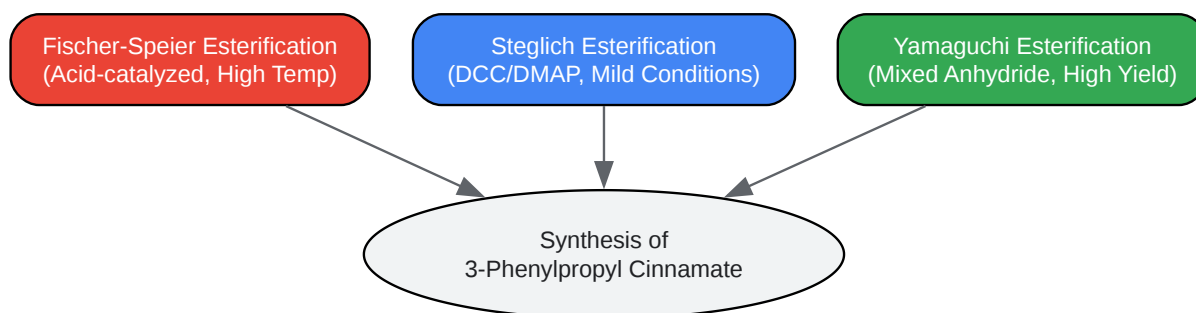 Fischer-Speier Esterification
(Acid-catalyzed, High Temp)
Steglich Esterification
(DCC/DMAP, Mild Conditions)
Yamaguchi Esterification
(Mixed Anhydride, High Yield)
Synthesis of
3-Phenylpropyl Cinnamate